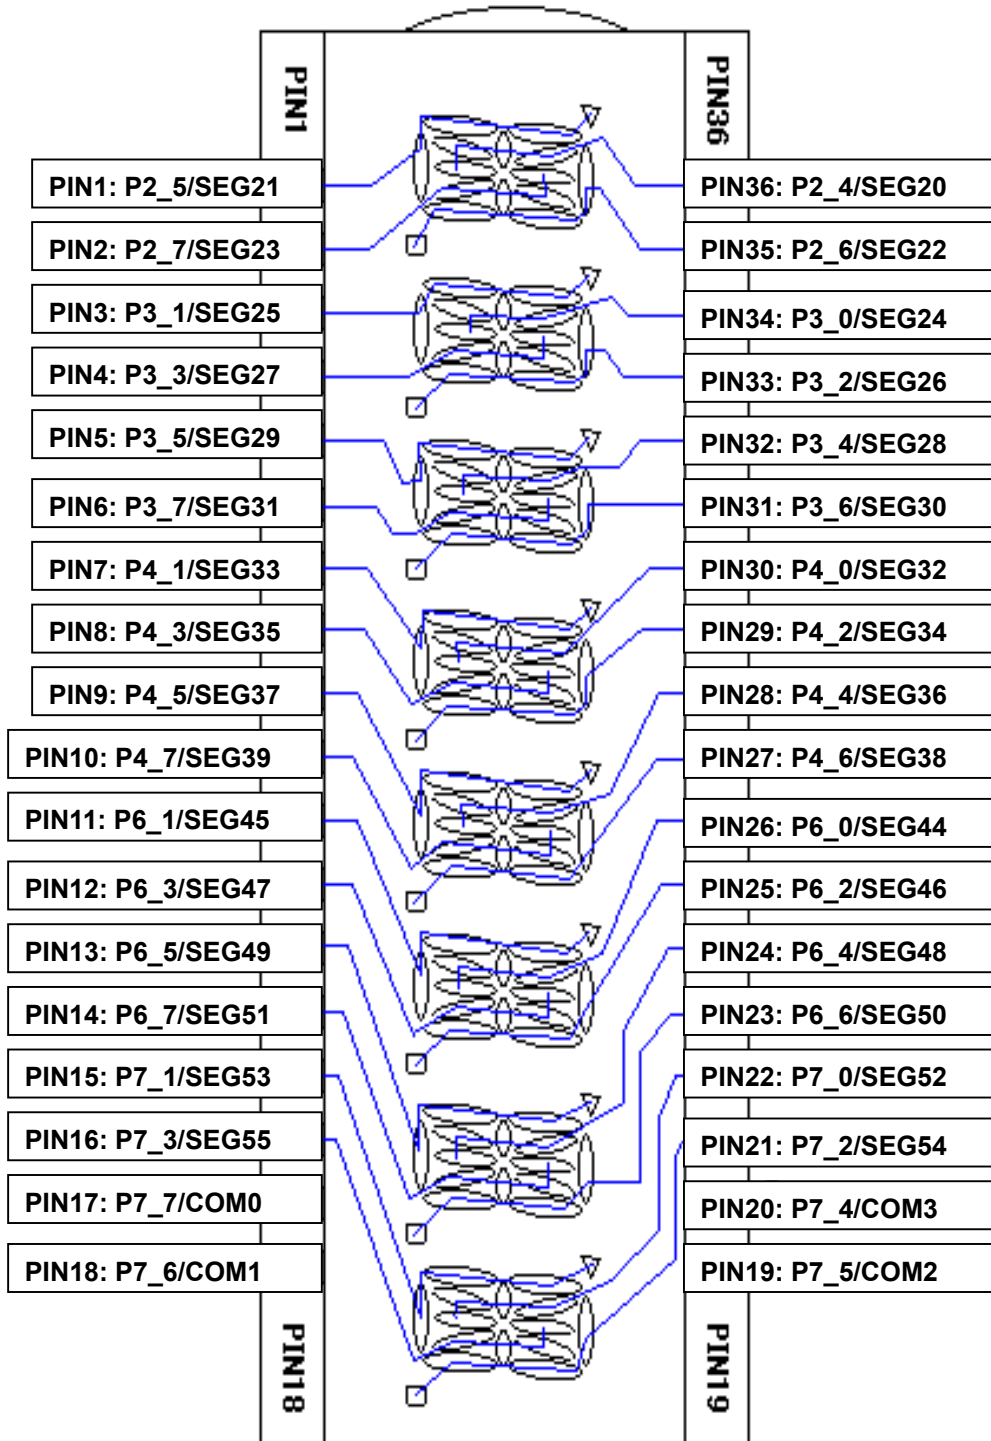 PIN1
PIN36
PIN1: P2_5/SEG21
PIN36: P2_4/SEG20
PIN2: P2_7/SEG23
PIN35: P2_6/SEG22
PIN3: P3_1/SEG25
PIN34: P3_0/SEG24
PIN4: P3_3/SEG27
PIN33: P3_2/SEG26
PIN5: P3_5/SEG29
PIN32: P3_4/SEG28
PIN6: P3_7/SEG31
PIN31: P3_6/SEG30
PIN7: P4_1/SEG33
PIN30: P4_0/SEG32
PIN8: P4_3/SEG35
PIN29: P4_2/SEG34
PIN9: P4_5/SEG37
PIN28: P4_4/SEG36
PIN10: P4_7/SEG39
PIN27: P4_6/SEG38
PIN11: P6_1/SEG45
PIN26: P6_0/SEG44
PIN12: P6_3/SEG47
PIN25: P6_2/SEG46
PIN13: P6_5/SEG49
PIN24: P6_4/SEG48
PIN14: P6_7/SEG51
PIN23: P6_6/SEG50
PIN15: P7_1/SEG53
PIN22: P7_0/SEG52
PIN16: P7_3/SEG55
PIN21: P7_2/SEG54
PIN17: P7_7/COM0
PIN20: P7_4/COM3
PIN18: P7_6/COM1
PIN19: P7_5/COM2
PIN18
PIN19